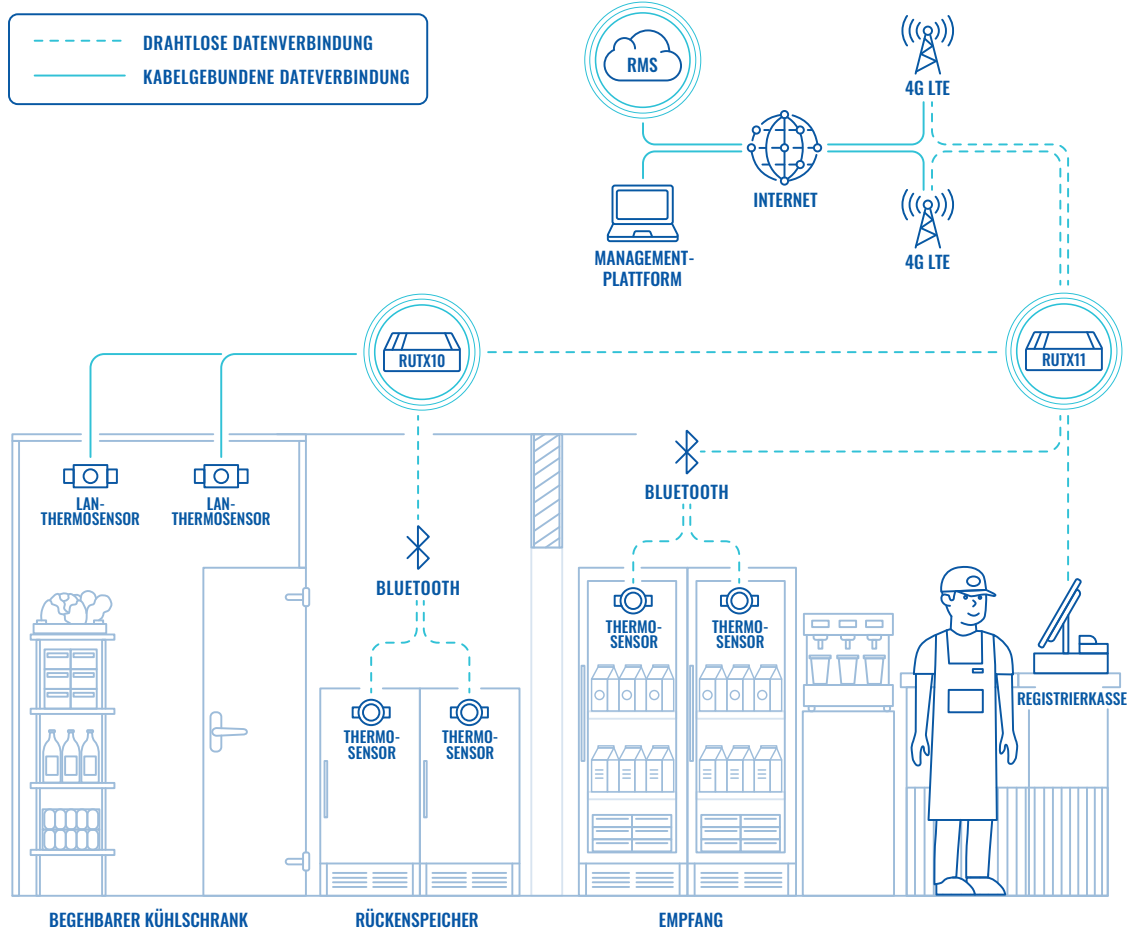 DRAHTLOSE DATENVERBINDUNG
KABELGEBUNDENE DATEVERBINDUNG
RMS
4G LTE
INTERNET
MANAGEMENT-
PLATTFORM
4G LTE
RUTX10
RUTX11
LAN-
THERMOSENSOR
LAN-
THERMOSENSOR
BLUETOOTH
BLUETOOTH
THERMO-
SENSOR
THERMO-
SENSOR
THERMO-
SENSOR
THERMO-
SENSOR
REGISTRIERKASSE
BEGEHBARER KÜHLSCHRANK
RÜCKENSPEICHER
EMPFANG